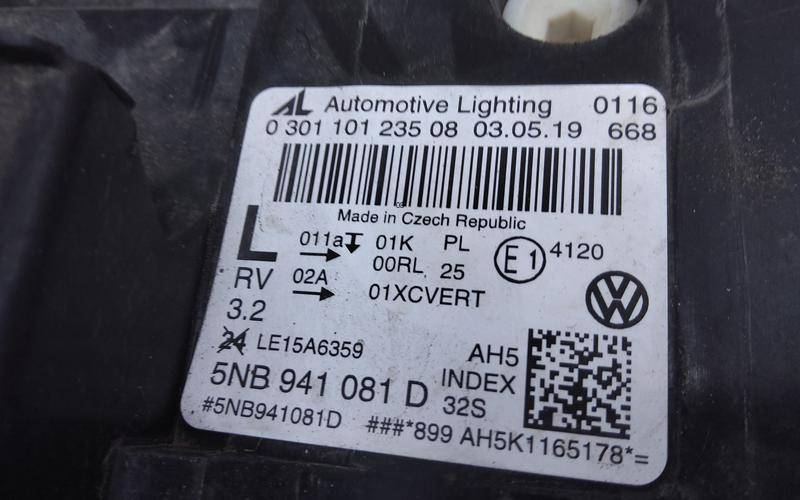 AL Automotive Lighting 0116
0 301 101 235 08 03.05.19 668
03
Made in Czech Republic
L 011a 01K PL E1 4120
00RL 25
RV 02A 01XCVERT
3.2
24 LE15A6359 AH5
5NB 941 081 D INDEX
#5NB941081D 32S
###*899 AH5K1165178*=